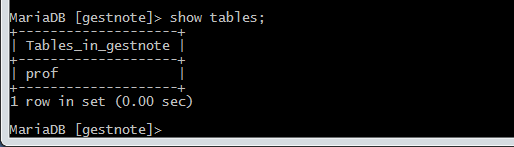 MariaDB [gestnote]> show tables;
+--------------------+
| Tables_in_gestnote |
+--------------------+
| prof               |
+--------------------+
1 row in set (0.00 sec)
MariaDB [gestnote]>